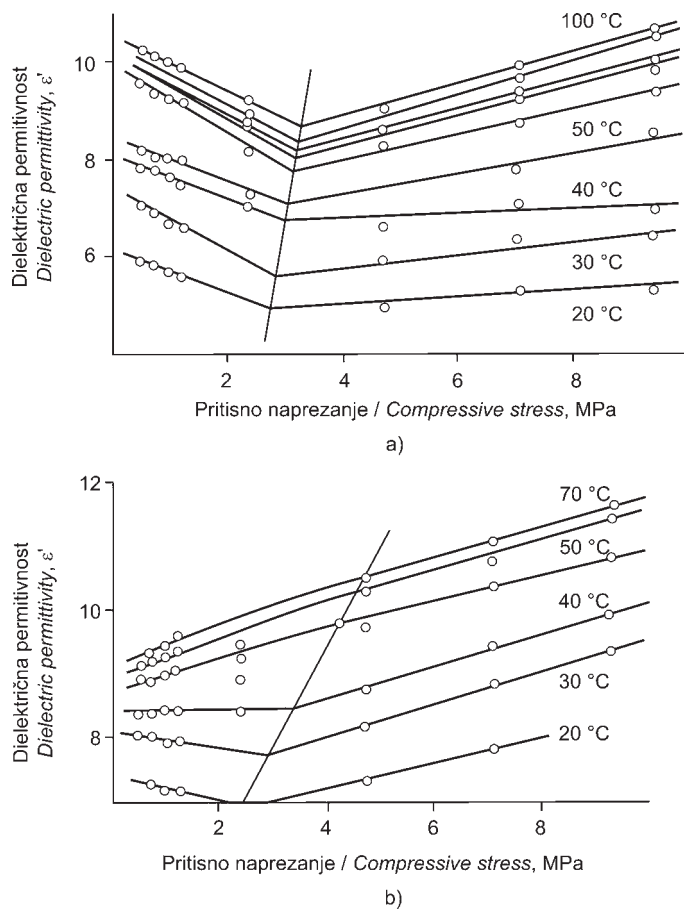 Dielektrična permitivnost, ε'
Dielectric permittivity, ε'
10
8
6
100 °C
50 °C
40 °C
30 °C
20 °C
2
4
6
8
Pritisno naprezanje / Compressive stress, MPa
a)
Dielektrična permitivnost, ε'
Dielectric permittivity, ε'
12
10
8
70 °C
50 °C
40 °C
30 °C
20 °C
2
4
6
8
Pritisno naprezanje / Compressive stress, MPa
b)